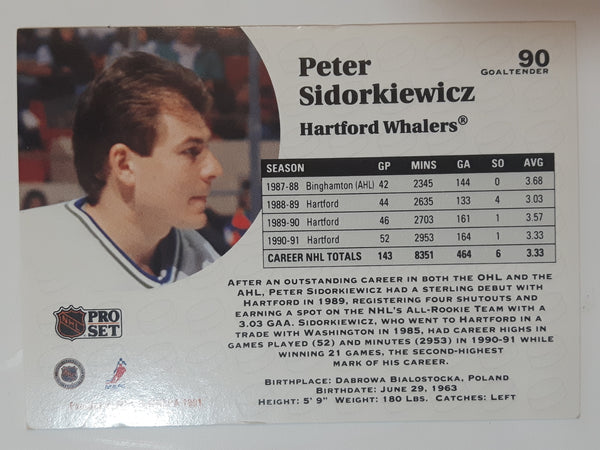 90
GOALTENDER
Peter
Sidorkiewicz
Hartford Whalers®
SEASON GP MINS GA SO AVG
1987-88 Binghamton (AHL) 42 2345 144 0 3.68
1988-89 Hartford 44 2635 133 4 3.03
1989-90 Hartford 46 2703 161 1 3.57
1990-91 Hartford 52 2953 164 1 3.33
CAREER NHL TOTALS 143 8351 464 6 3.33
AFTER AN OUTSTANDING CAREER IN BOTH THE OHL AND THE
AHL, PETER SIDORKIEWICZ HAD A STERLING DEBUT WITH
HARTFORD IN 1989, REGISTERING FOUR SHUTOUTS AND
EARNING A SPOT ON THE NHL'S ALL-ROOKIE TEAM WITH A
3.03 GAA. SIDORKIEWICZ, WHO WENT TO HARTFORD IN A
TRADE WITH WASHINGTON IN 1985, HAD CAREER HIGHS IN
GAMES PLAYED (52) AND MINUTES (2953) IN 1990-91 WHILE
WINNING 21 GAMES, THE SECOND-HIGHEST
MARK OF HIS CAREER.
BIRTHPLACE: DABROWA BIALOSTOCKA, POLAND
BIRTHDATE: JUNE 29, 1963
HEIGHT: 5' 9" WEIGHT: 180 LBS. CATCHES: LEFT
NHL PRO
SET
1991